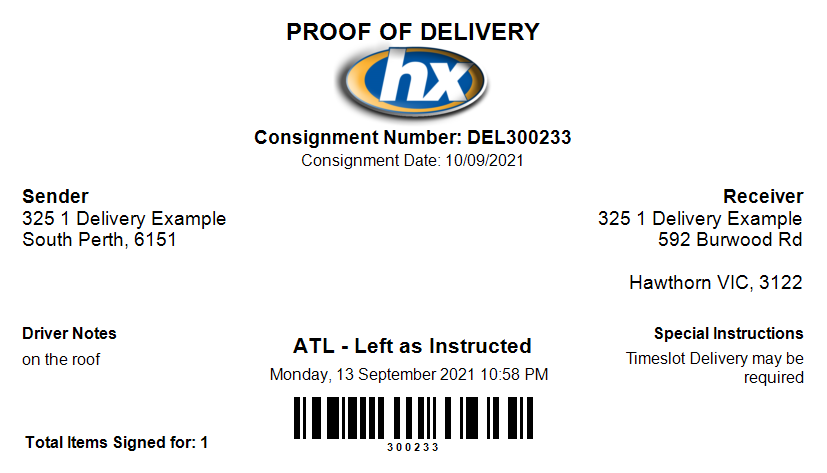 PROOF OF DELIVERY
hx
Consignment Number: DEL300233
Consignment Date: 10/09/2021
Sender
325 1 Delivery Example
South Perth, 6151
Receiver
325 1 Delivery Example
592 Burwood Rd
Hawthorn VIC, 3122
Driver Notes
on the roof
ATL - Left as Instructed
Monday, 13 September 2021 10:58 PM
Special Instructions
Timeslot Delivery may be
required
300233
Total Items Signed for: 1